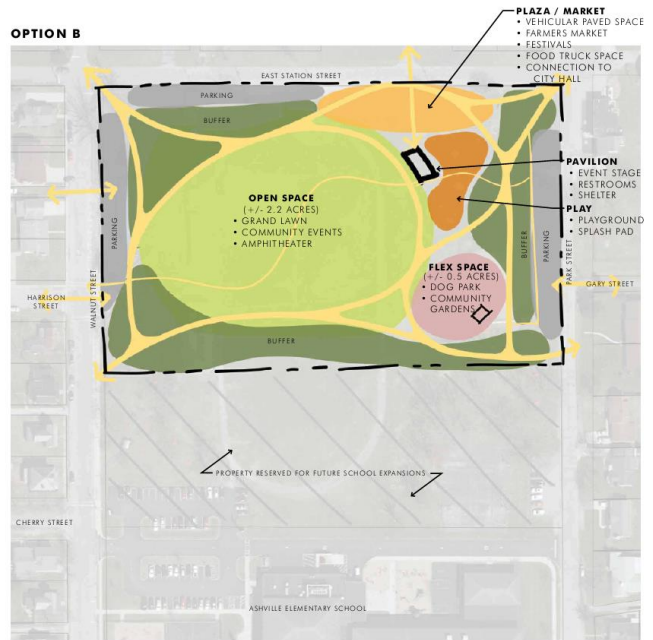 PLAZA / MARKET
• VEHICULAR PAVED SPACE
• FARMERS MARKET
• FESTIVALS
• FOOD TRUCK SPACE
• CONNECTION TO
CITY HALL
OPTION B
EAST STATION STREET
PARKING
BUFFER
PAVILION
• EVENT STAGE
• RESTROOMS
• SHELTER
PLAY
• PLAYGROUND
• SPLASH PAD
OPEN SPACE
(+/- 2.2 ACRES)
• GRAND LAWN
• COMMUNITY EVENTS
• AMPHITHEATER
PARKING
BUFFER
PARKING
PARK STREET
FLEX SPACE
(+/- 0.5 ACRES)
• DOG PARK
• COMMUNITY
GARDENS
GARY STREET
HARRISON
STREET
WALNUT STREET
BUFFER
PROPERTY RESERVED FOR FUTURE SCHOOL EXPANSIONS
CHERRY STREET
ASHVILLE ELEMENTARY SCHOOL